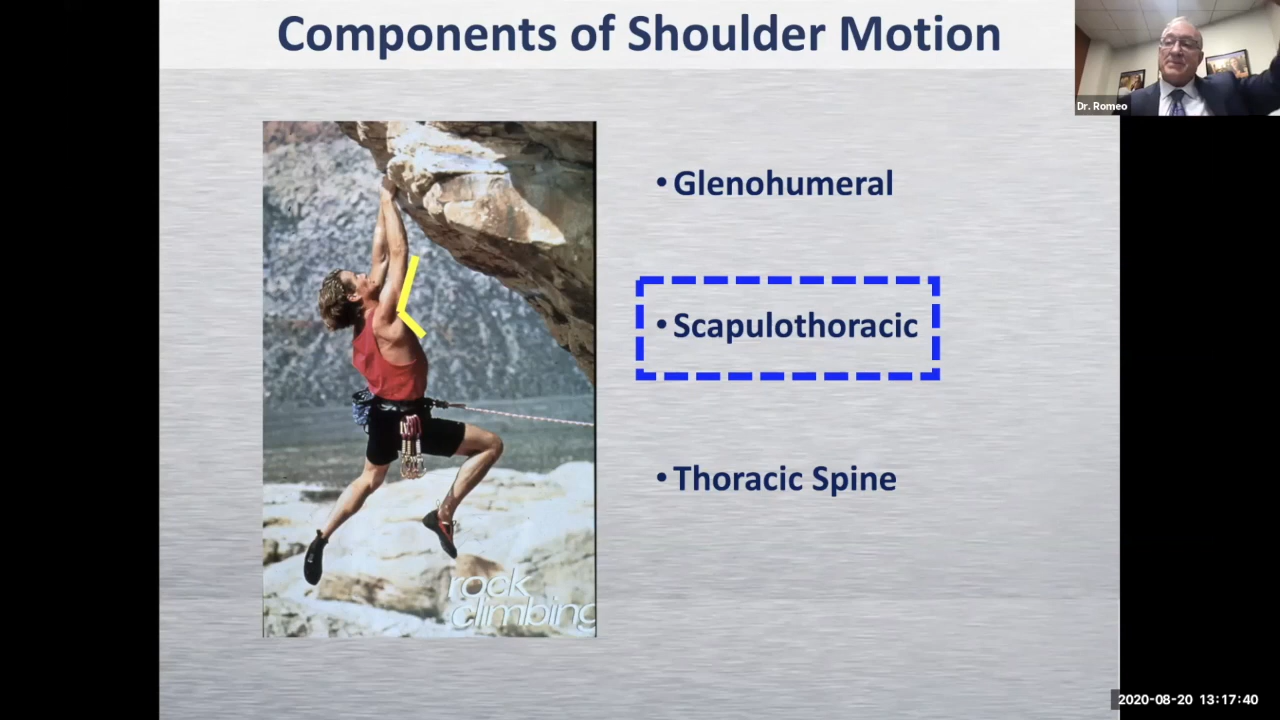 Components of Shoulder Motion
Dr. Romeo
• Glenohumeral
• Scapulothoracic
• Thoracic Spine
rock
climbing
2020-08-20 13:17:40